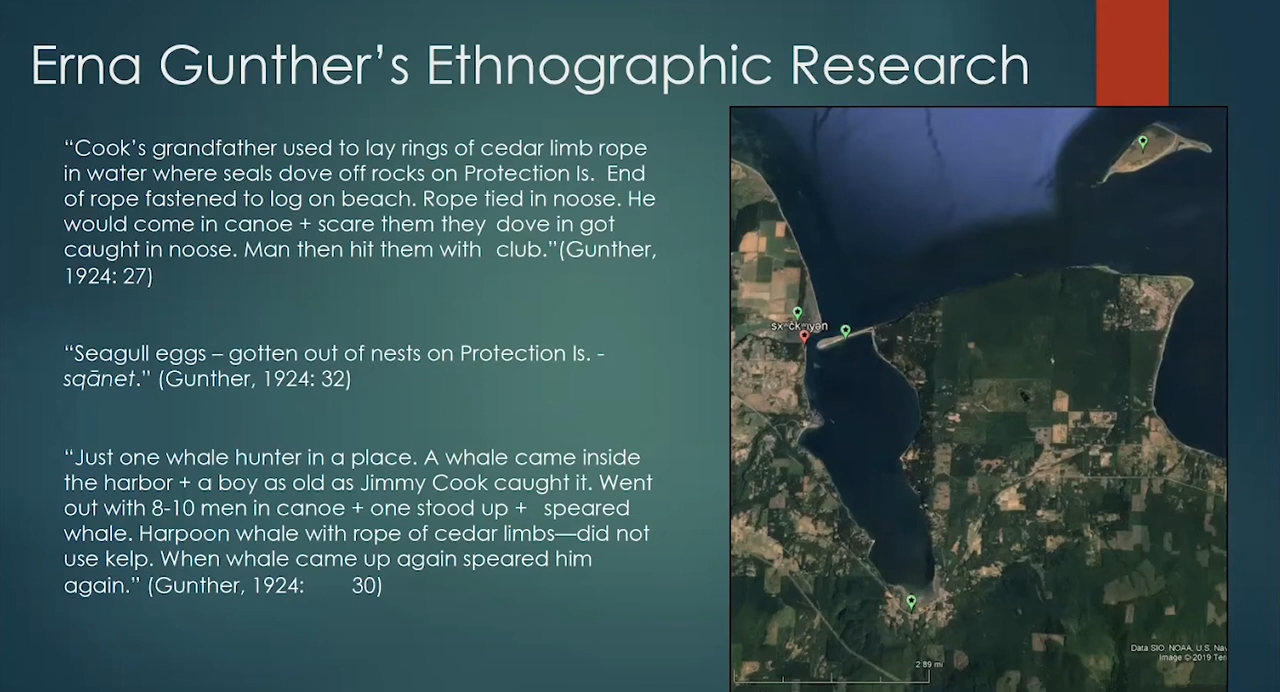 Erna Gunther’s Ethnographic Research
“Cook’s grandfather used to lay rings of cedar limb rope
in water where seals dove off rocks on Protection Is. End
of rope fastened to log on beach. Rope tied in noose. He
would come in canoe + scare them they dove in got
caught in noose. Man then hit them with club.”(Gunther,
1924: 27)
“Seagull eggs – gotten out of nests on Protection Is. -
sqānet.” (Gunther, 1924: 32)
“Just one whale hunter in a place. A whale came inside
the harbor + a boy as old as Jimmy Cook caught it. Went
out with 8-10 men in canoe + one stood up + speared
whale. Harpoon whale with rope of cedar limbs—did not
use kelp. When whale came up again speared him
again.” (Gunther, 1924: 30)
2.89 mi
Data SIO, NOAA, U.S.
Image © 2019